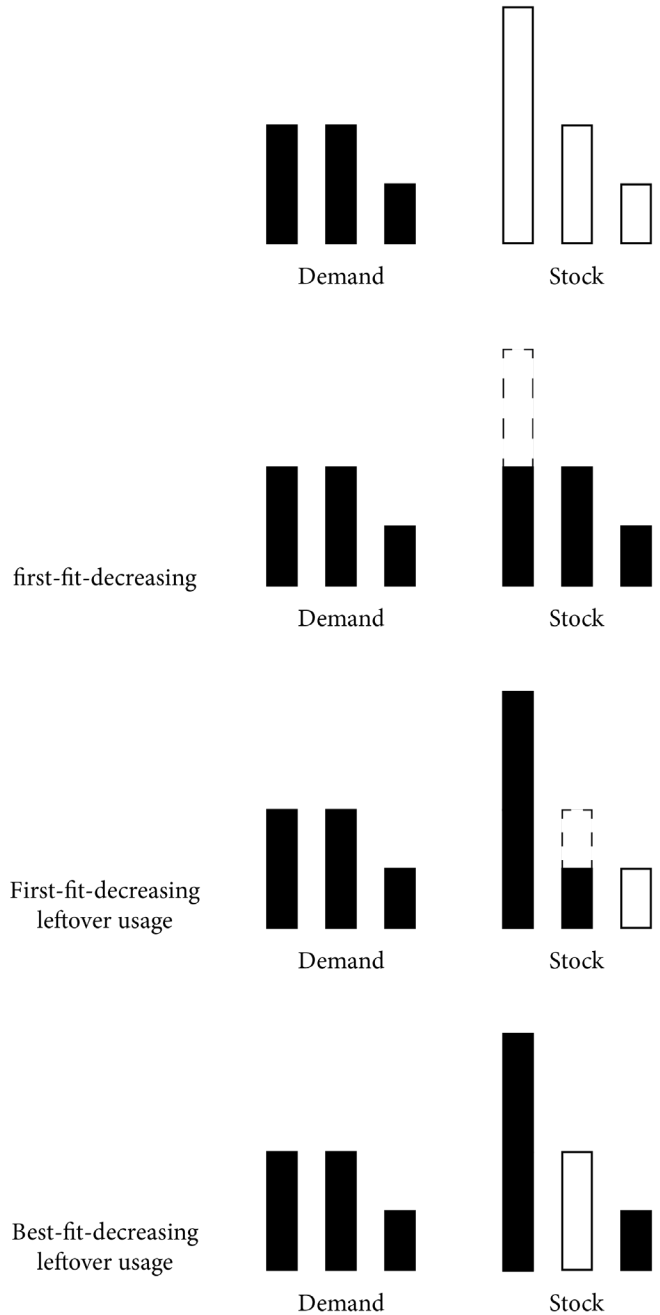 Demand
Stock
first-fit-decreasing
Demand
Stock
First-fit-decreasing
leftover usage
Demand
Stock
Best-fit-decreasing
leftover usage
Demand
Stock